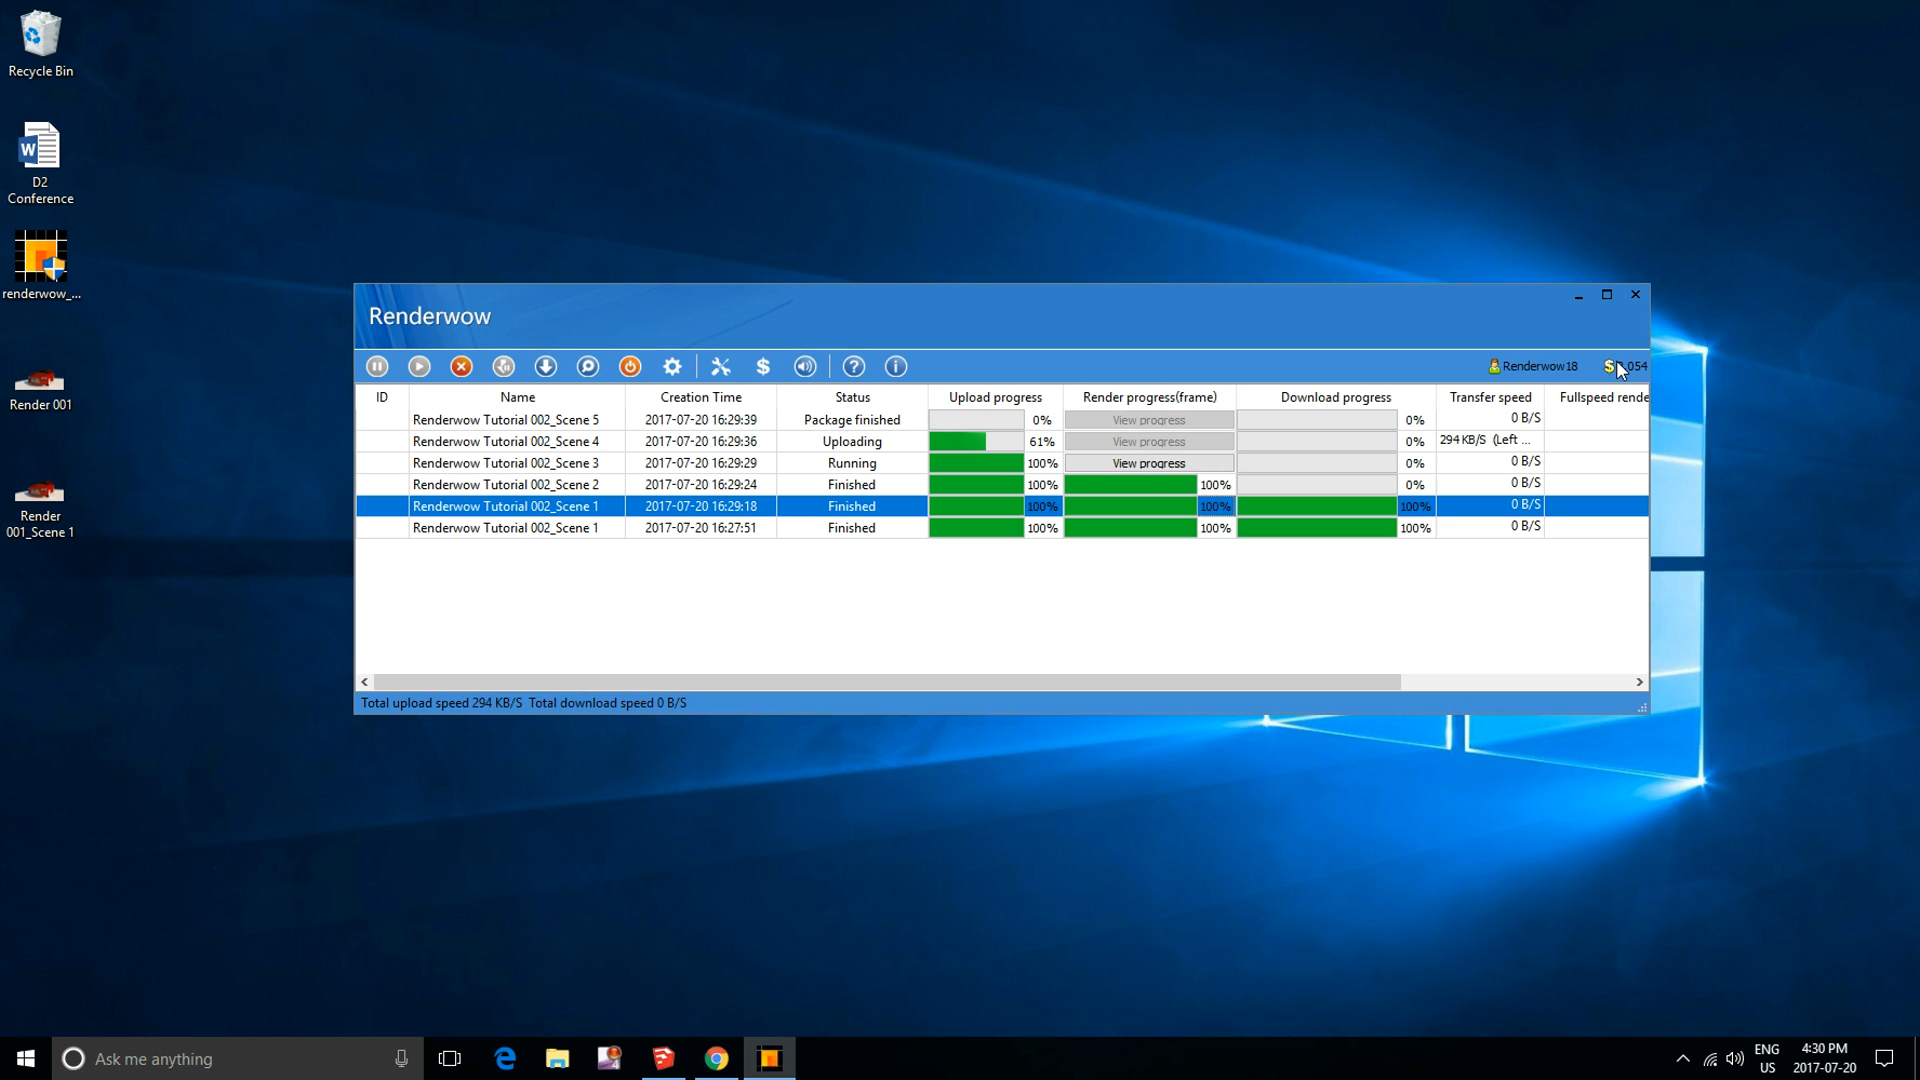 Recycle Bin
D2
Conference
renderwow_...
Render 001
Render
001_Scene 1
Renderwow
Renderwow18 $ 054
ID Name Creation Time Status Upload progress Render progress(frame) Download progress Transfer speed Fullspeed rende
Renderwow Tutorial 002_Scene 5 2017-07-20 16:29:39 Package finished 0% View progress 0% 0 B/S
Renderwow Tutorial 002_Scene 4 2017-07-20 16:29:36 Uploading 61% View progress 0% 294 KB/S (Left ...
Renderwow Tutorial 002_Scene 3 2017-07-20 16:29:29 Running 100% View progress 0% 0 B/S
Renderwow Tutorial 002_Scene 2 2017-07-20 16:29:24 Finished 100% 100% 0% 0 B/S
Renderwow Tutorial 002_Scene 1 2017-07-20 16:29:18 Finished 100% 100% 100% 0 B/S
Renderwow Tutorial 002_Scene 1 2017-07-20 16:27:51 Finished 100% 100% 100% 0 B/S
Total upload speed 294 KB/S Total download speed 0 B/S
Ask me anything
ENG
US
4:30 PM
2017-07-20